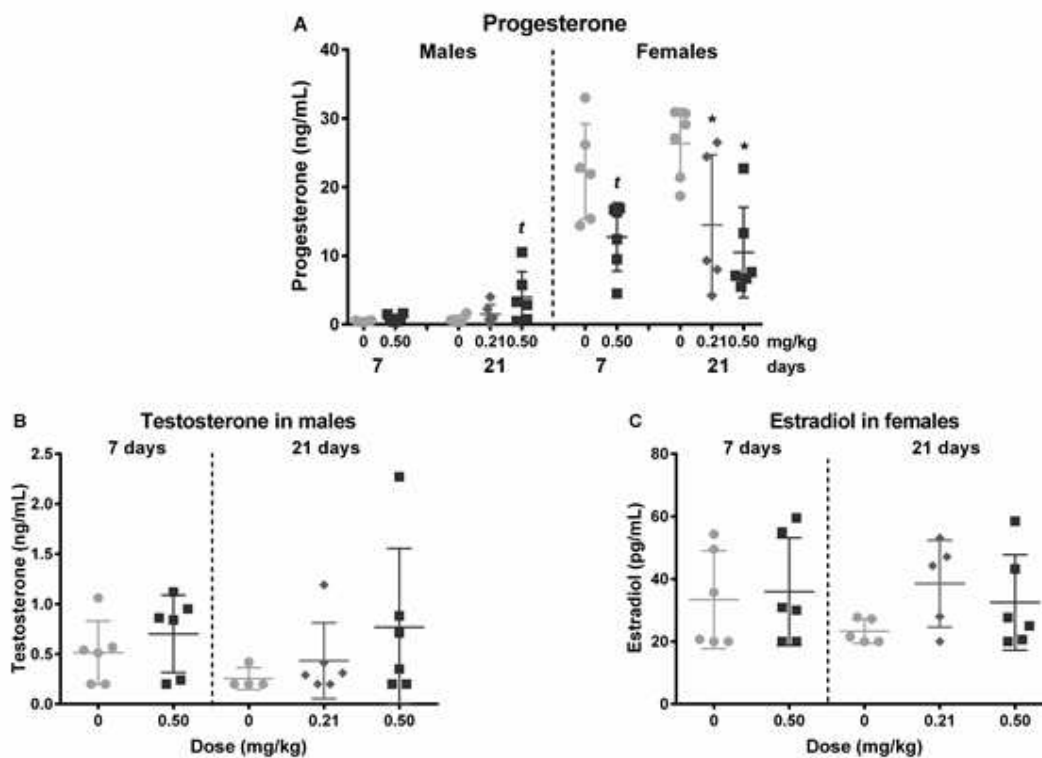 A Progesterone
Males Females
Progesterone (ng/mL)
40
30
20
10
0
t
t
*
*
0 0.50 0 0.21 0.50 0 0.50 0 0.21 0.50 mg/kg
7 21 7 21 days
B Testosterone in males
7 days 21 days
Testosterone (ng/mL)
2.5
2.0
1.5
1.0
0.5
0.0
0 0.50 0 0.21 0.50
Dose (mg/kg)
C Estradiol in females
7 days 21 days
Estradiol (pg/mL)
80
60
40
20
0
0 0.50 0 0.21 0.50
Dose (mg/kg)